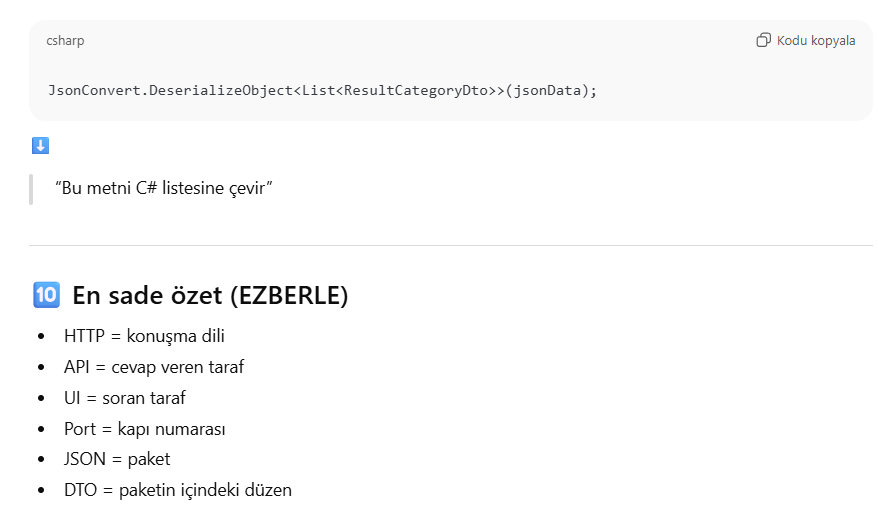 csharp
Kodu kopyala
JsonConvert.DeserializeObject<List<ResultCategoryDto>>(jsonData);
⬇️
“Bu metni C# listesine çevir”
🔟 En sade özet (EZBERLE)
• HTTP = konuşma dili
• API = cevap veren taraf
• UI = soran taraf
• Port = kapı numarası
• JSON = paket
• DTO = paketin içindeki düzen